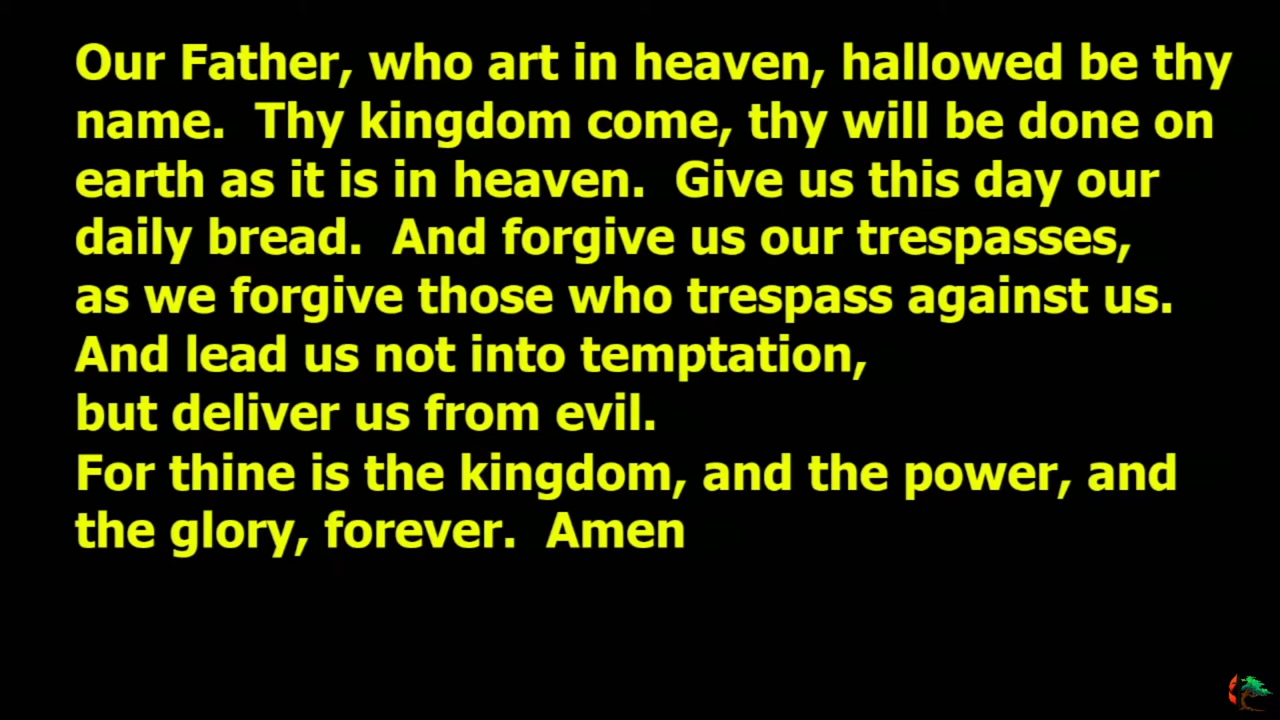 Our Father, who art in heaven, hallowed be thy
name.  Thy kingdom come, thy will be done on
earth as it is in heaven.  Give us this day our
daily bread.  And forgive us our trespasses,
as we forgive those who trespass against us.
And lead us not into temptation,
but deliver us from evil.
For thine is the kingdom, and the power, and
the glory, forever.  Amen